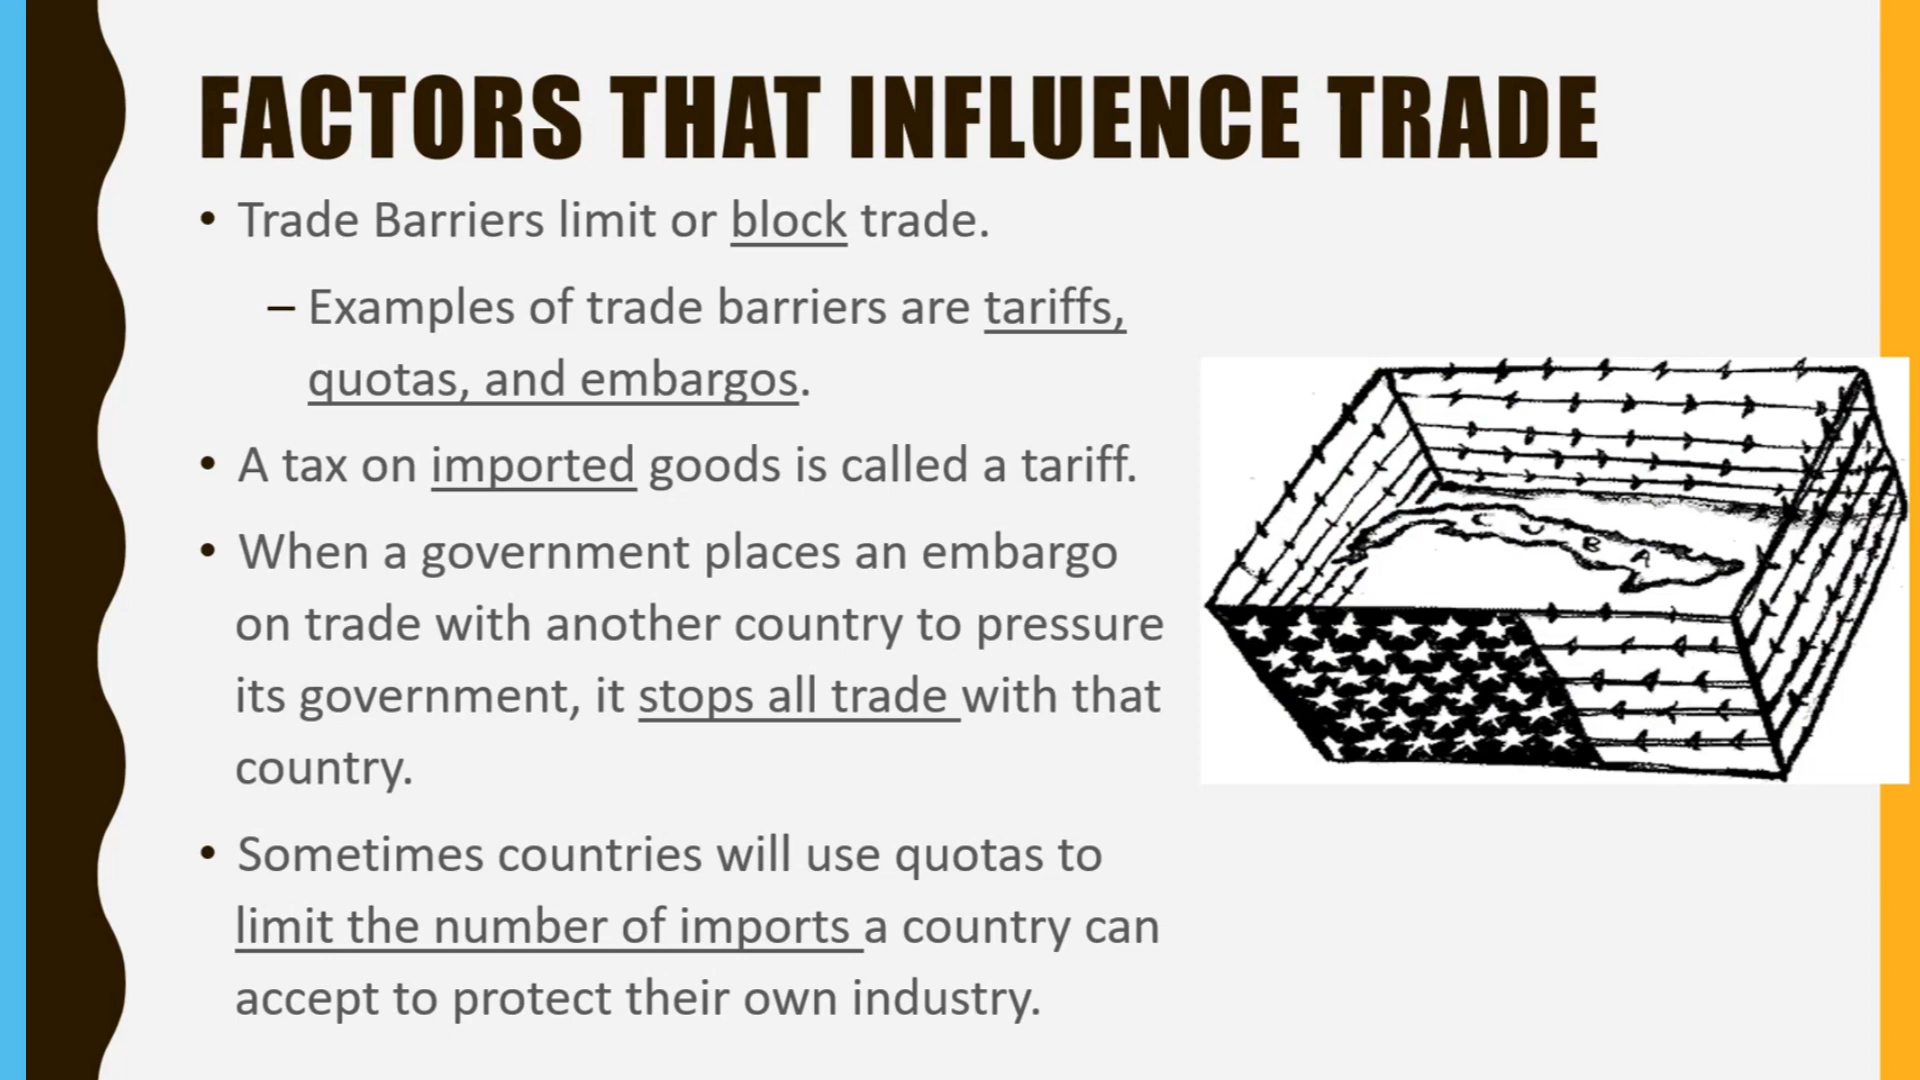 FACTORS THAT INFLUENCE TRADE
• Trade Barriers limit or block trade.
– Examples of trade barriers are tariffs,
quotas, and embargos.
• A tax on imported goods is called a tariff.
• When a government places an embargo
on trade with another country to pressure
its government, it stops all trade with that
country.
• Sometimes countries will use quotas to
limit the number of imports a country can
accept to protect their own industry.
CUBA